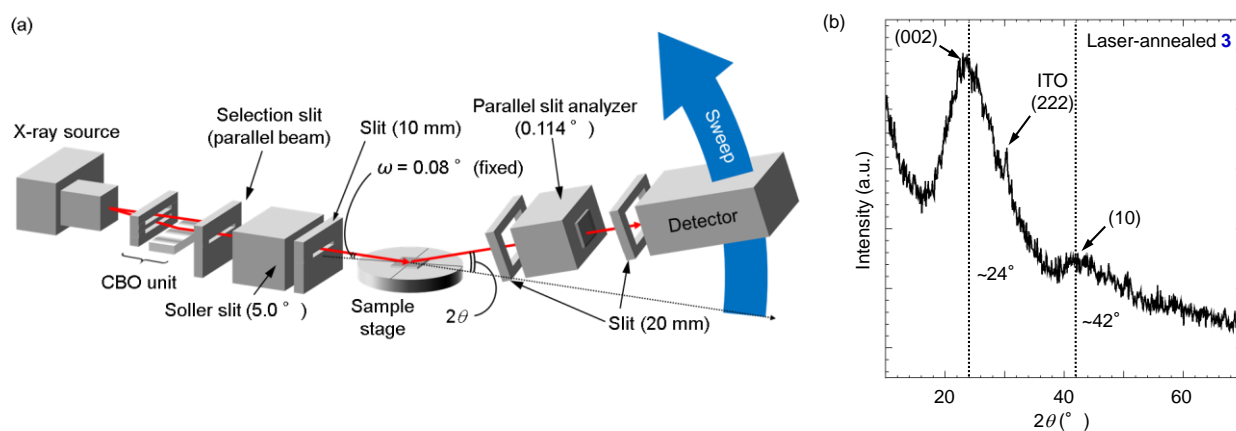 (a)
X-ray source
Selection slit
(parallel beam)
Slit (10 mm)
ω = 0.08 ° (fixed)
Parallel slit analyzer
(0.114 °)
Sweep
Detector
CBO unit
Soller slit (5.0 °)
Sample
stage
2θ
Slit (20 mm)
(b)
Laser-annealed 3
(002)
ITO
(222)
(10)
~24°
~42°
Intensity (a.u.)
20
40
60
2θ (°)